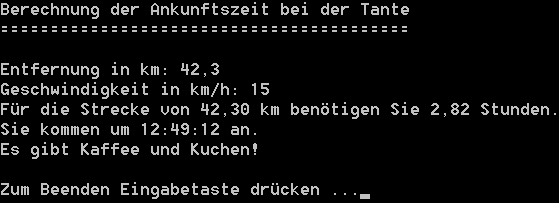 Berechnung der Ankunftszeit bei der Tante
=========================================
Entfernung in km: 42,3
Geschwindigkeit in km/h: 15
Für die Strecke von 42,30 km benötigen Sie 2,82 Stunden.
Sie kommen um 12:49:12 an.
Es gibt Kaffee und Kuchen!
Zum Beenden Eingabetaste drücken ..._